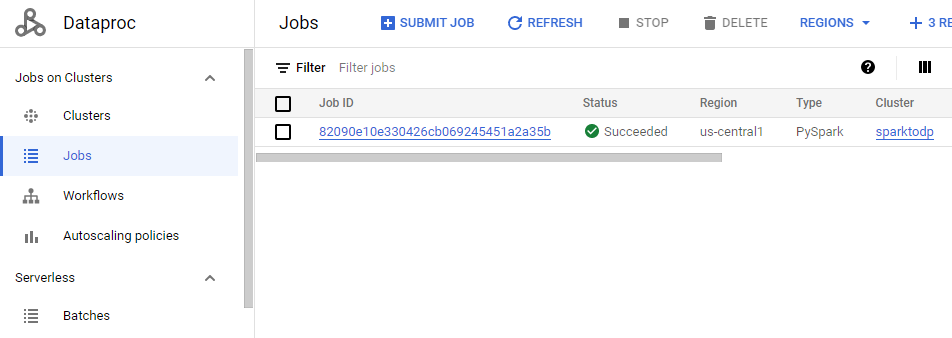 Dataproc
Jobs on Clusters
Clusters
Jobs
Workflows
Autoscaling policies
Serverless
Batches
Jobs SUBMIT JOB REFRESH STOP DELETE REGIONS + 3 RE
Filter Filter jobs
Job ID Status Region Type Cluster
82090e10e330426cb069245451a2a35b Succeeded us-central1 PySpark sparktodp